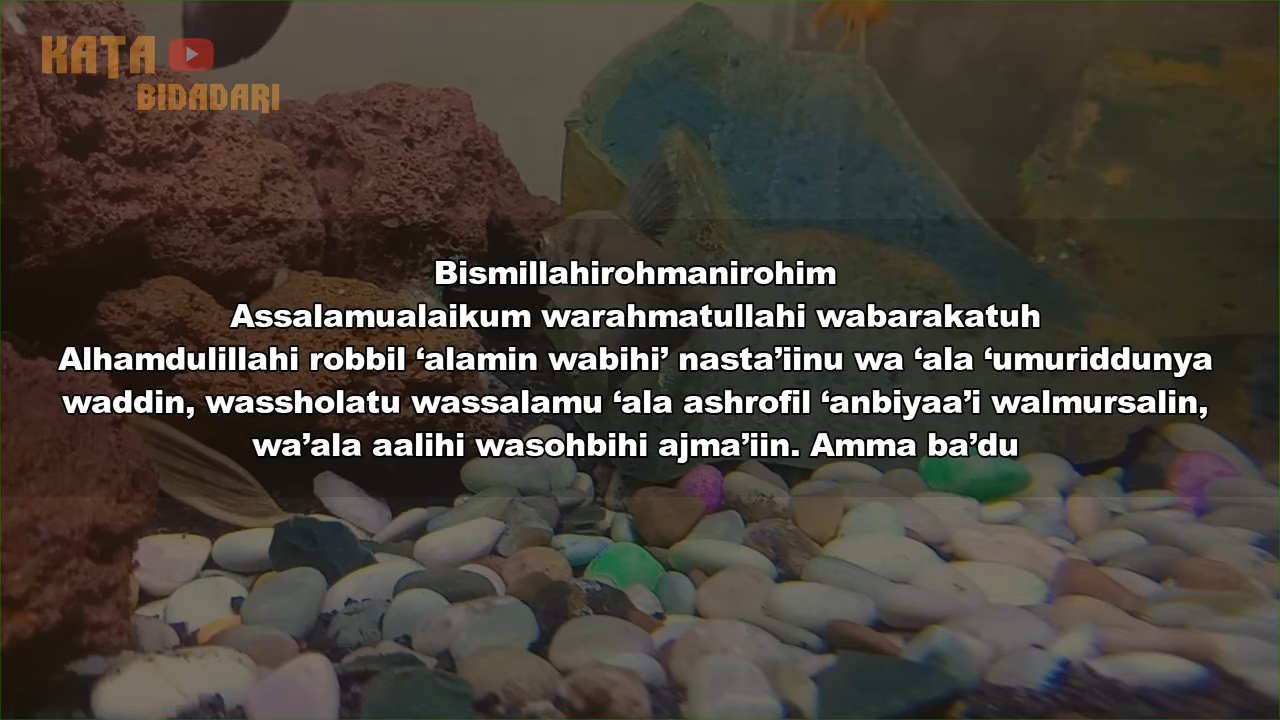 KATA
BIDADARI
Bismillahirohmanirohim
Assalamualaikum warahmatullahi wabarakatuh
Alhamdulillahi robbil ‘alamin wabihi’ nasta’iinu wa ‘ala ‘umuriddunya
waddin, wassholatu wassalamu ‘ala ashrofil ‘anbiyaa’i walmursalin,
wa’ala aalihi wasohbihi ajma’iin. Amma ba’du